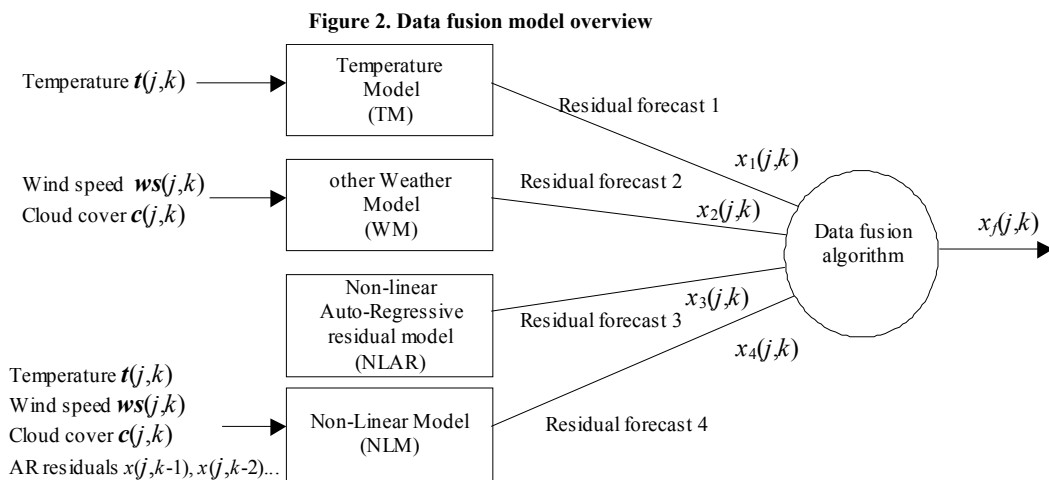 Figure 2. Data fusion model overview
Temperature t(j,k)
Temperature
Model
(TM)
Residual forecast 1
x1(j,k)
Wind speed ws(j,k)
Cloud cover c(j,k)
other Weather
Model
(WM)
Residual forecast 2
x2(j,k)
Data fusion
algorithm
xf(j,k)
Non-linear
Auto-Regressive
residual model
(NLAR)
x3(j,k)
Residual forecast 3
x4(j,k)
Temperature t(j,k)
Wind speed ws(j,k)
Cloud cover c(j,k)
AR residuals x(j,k-1), x(j,k-2)...
Non-Linear Model
(NLM)
Residual forecast 4